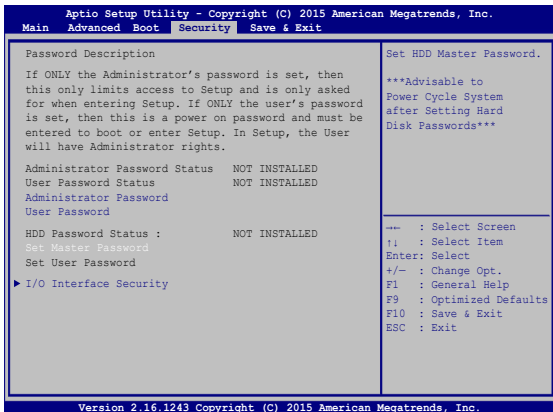 Aptio Setup Utility - Copyright (C) 2015 American Megatrends, Inc.
Main Advanced Boot Security Save & Exit
Password Description
If ONLY the Administrator's password is set, then
this only limits access to Setup and is only asked
for when entering Setup. If ONLY the user's password
is set, then this is a power on password and must be
entered to boot or enter Setup. In Setup, the User
will have Administrator rights.
Administrator Password Status NOT INSTALLED
User Password Status NOT INSTALLED
Administrator Password
User Password
HDD Password Status : NOT INSTALLED
Set Master Password
Set User Password
▶ I/O Interface Security
Set HDD Master Password.
***Advisable to
Power Cycle System
after Setting Hard
Disk Passwords***
→← : Select Screen
↑↓ : Select Item
Enter: Select
+/− : Change Opt.
F1 : General Help
F9 : Optimized Defaults
F10 : Save & Exit
ESC : Exit
Version 2.16.1243 Copyright (C) 2015 American Megatrends, Inc.